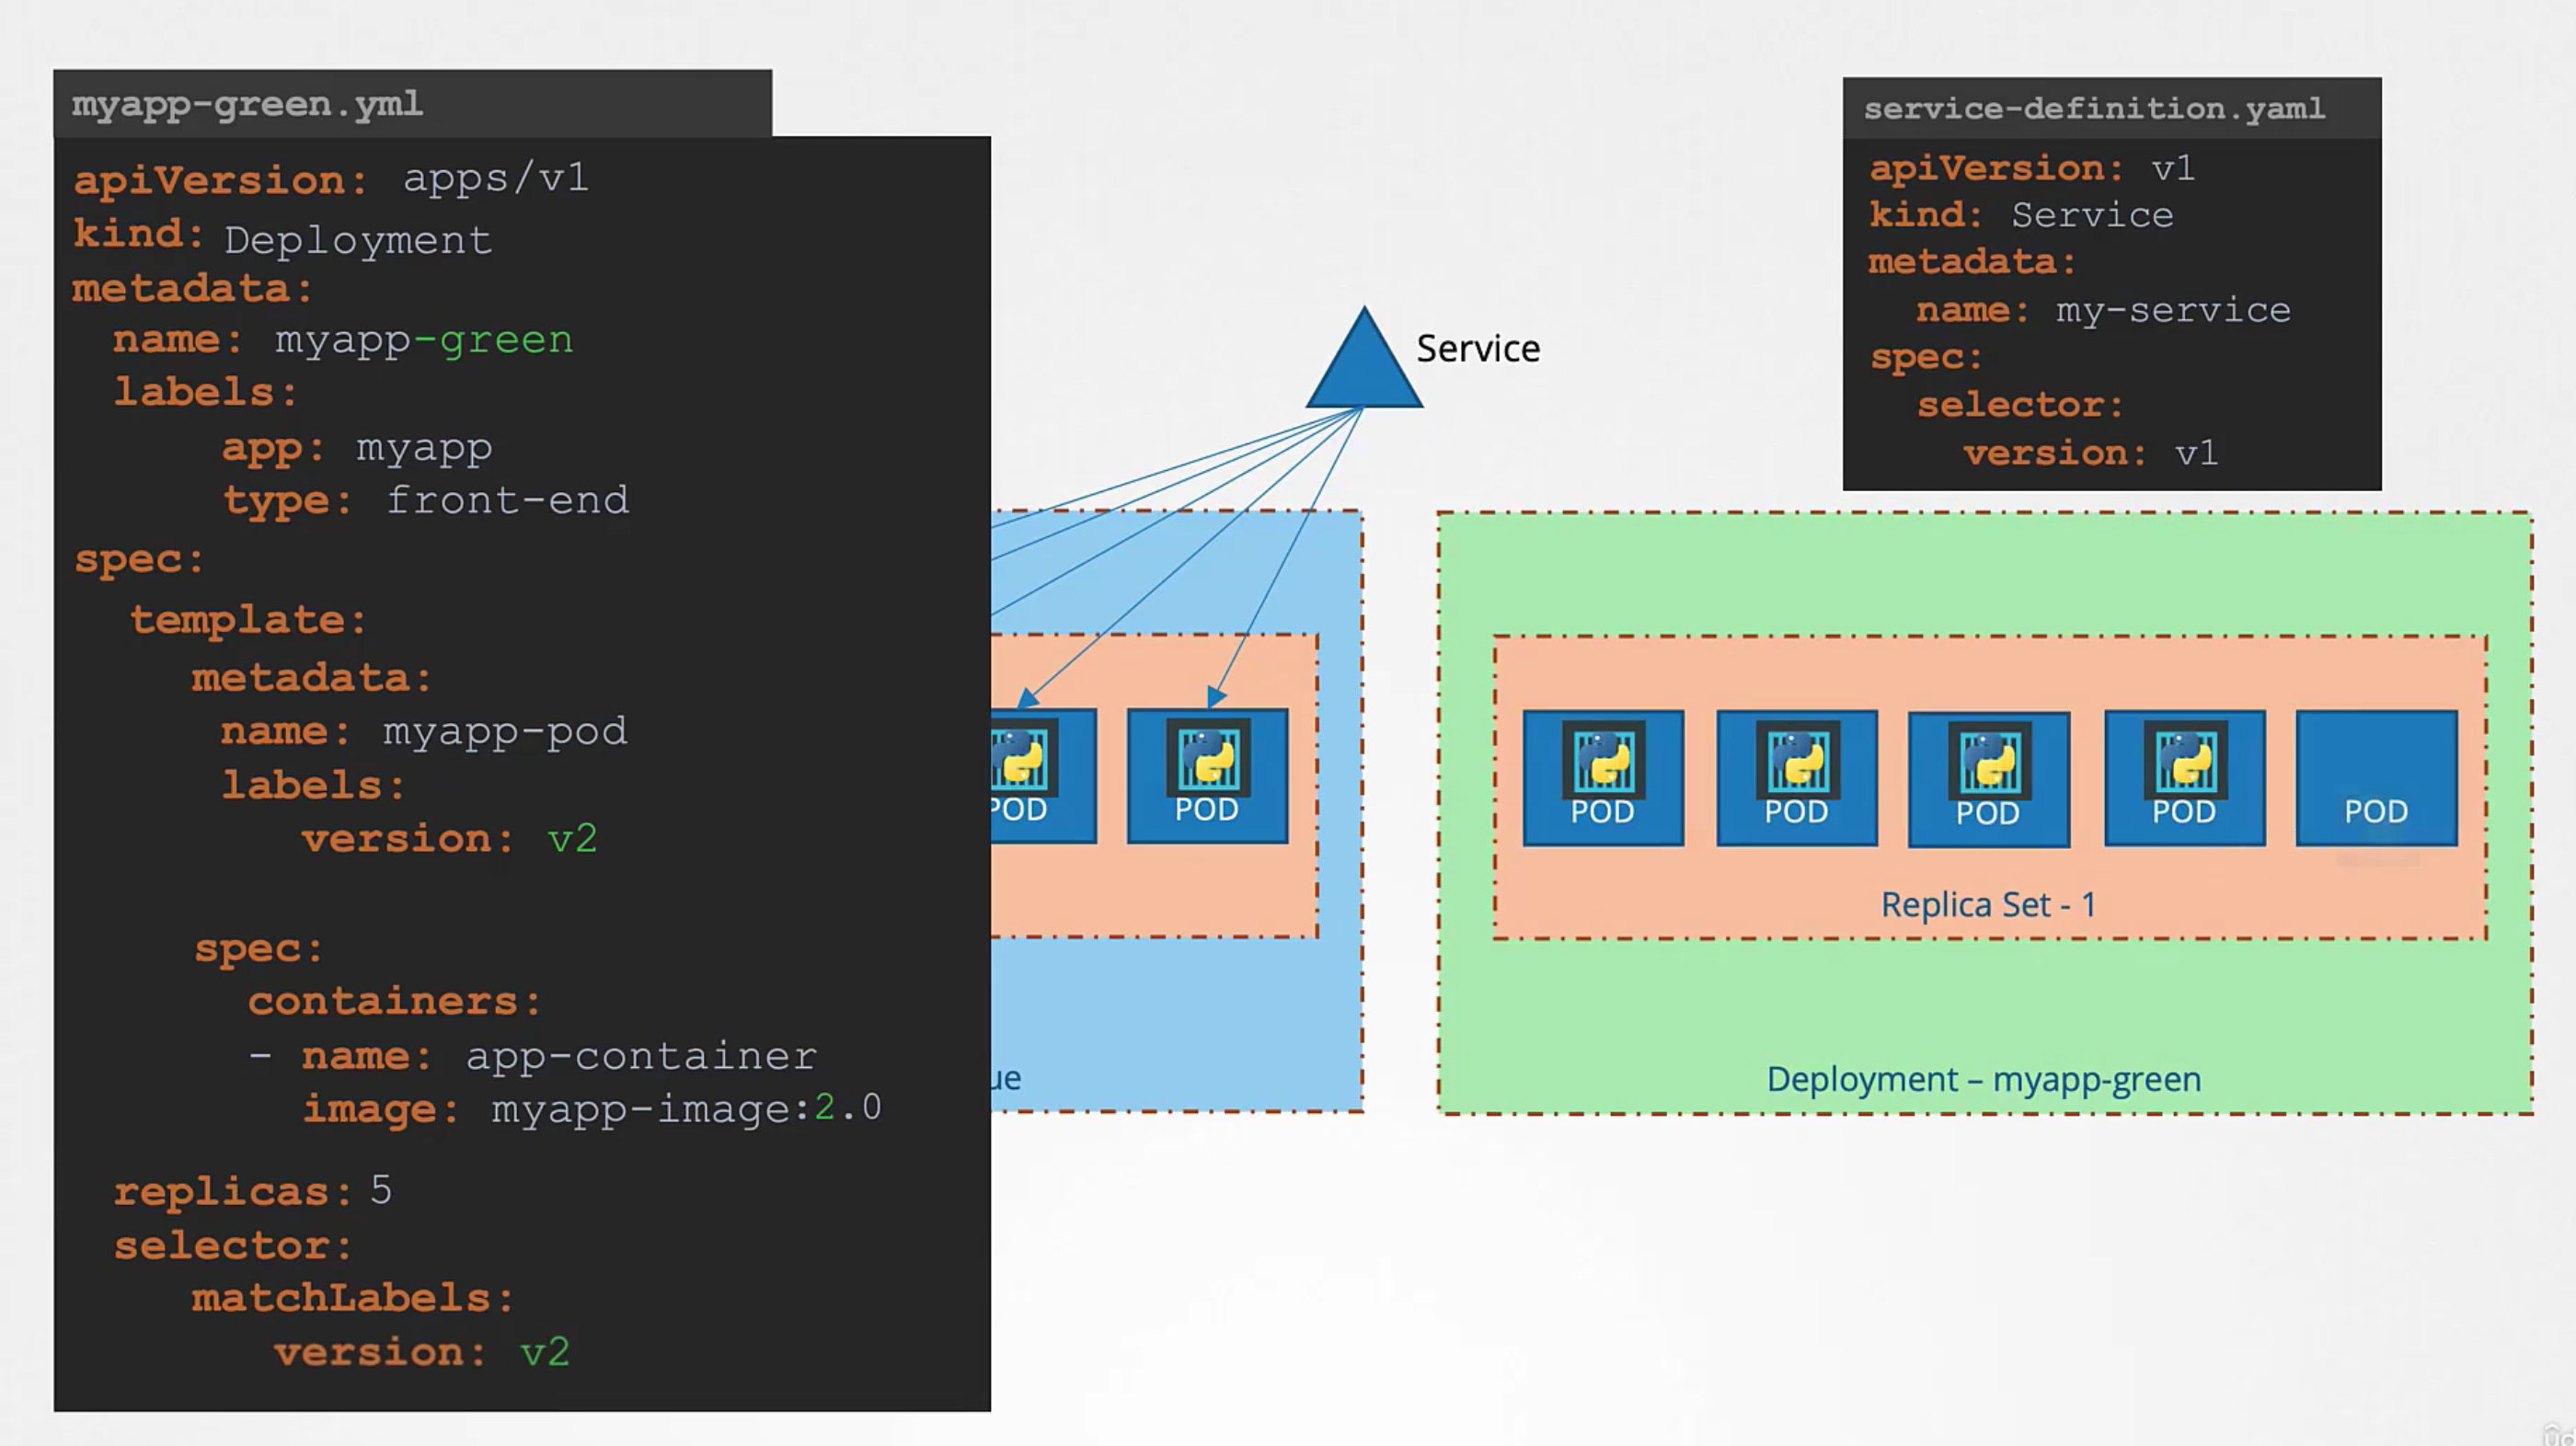 myapp-green.yml
apiVersion: apps/v1
kind: Deployment
metadata:
name: myapp-green
labels:
app: myapp
type: front-end
spec:
template:
metadata:
name: myapp-pod
labels:
version: v2
spec:
containers:
- name: app-container
image: myapp-image:2.0
replicas: 5
selector:
matchLabels:
version: v2
Service
service-definition.yaml
apiVersion: v1
kind: Service
metadata:
name: my-service
spec:
selector:
version: v1
POD
POD
ue
POD
POD
POD
POD
POD
Replica Set - 1
Deployment – myapp-green